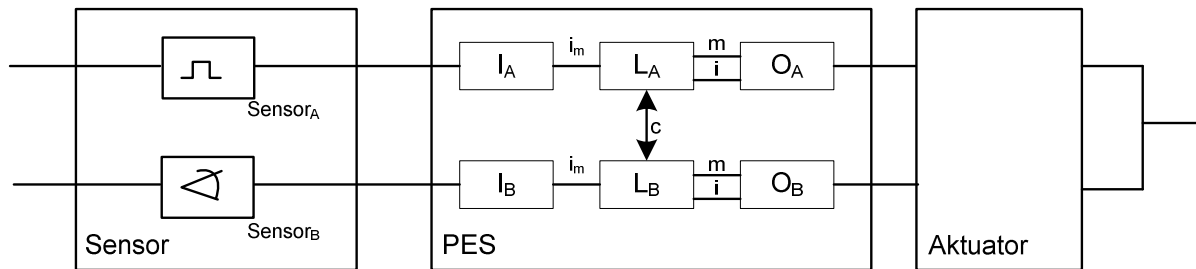 Sensor_A
Sensor_B
Sensor
I_A
i_m
L_A
m
i
O_A
c
I_B
i_m
L_B
m
i
O_B
PES
Aktuator